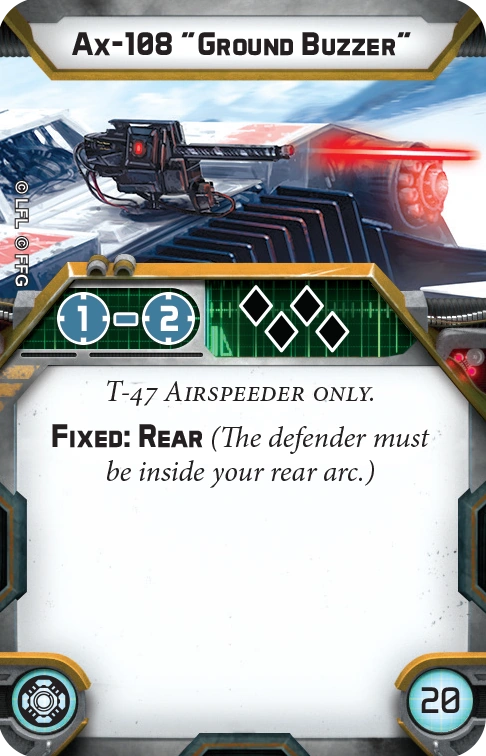 Ax-108 "Ground Buzzer"
© LFL © FFG
1-2
T-47 Airspeeder only.
Fixed: Rear (The defender must
be inside your rear arc.)
20